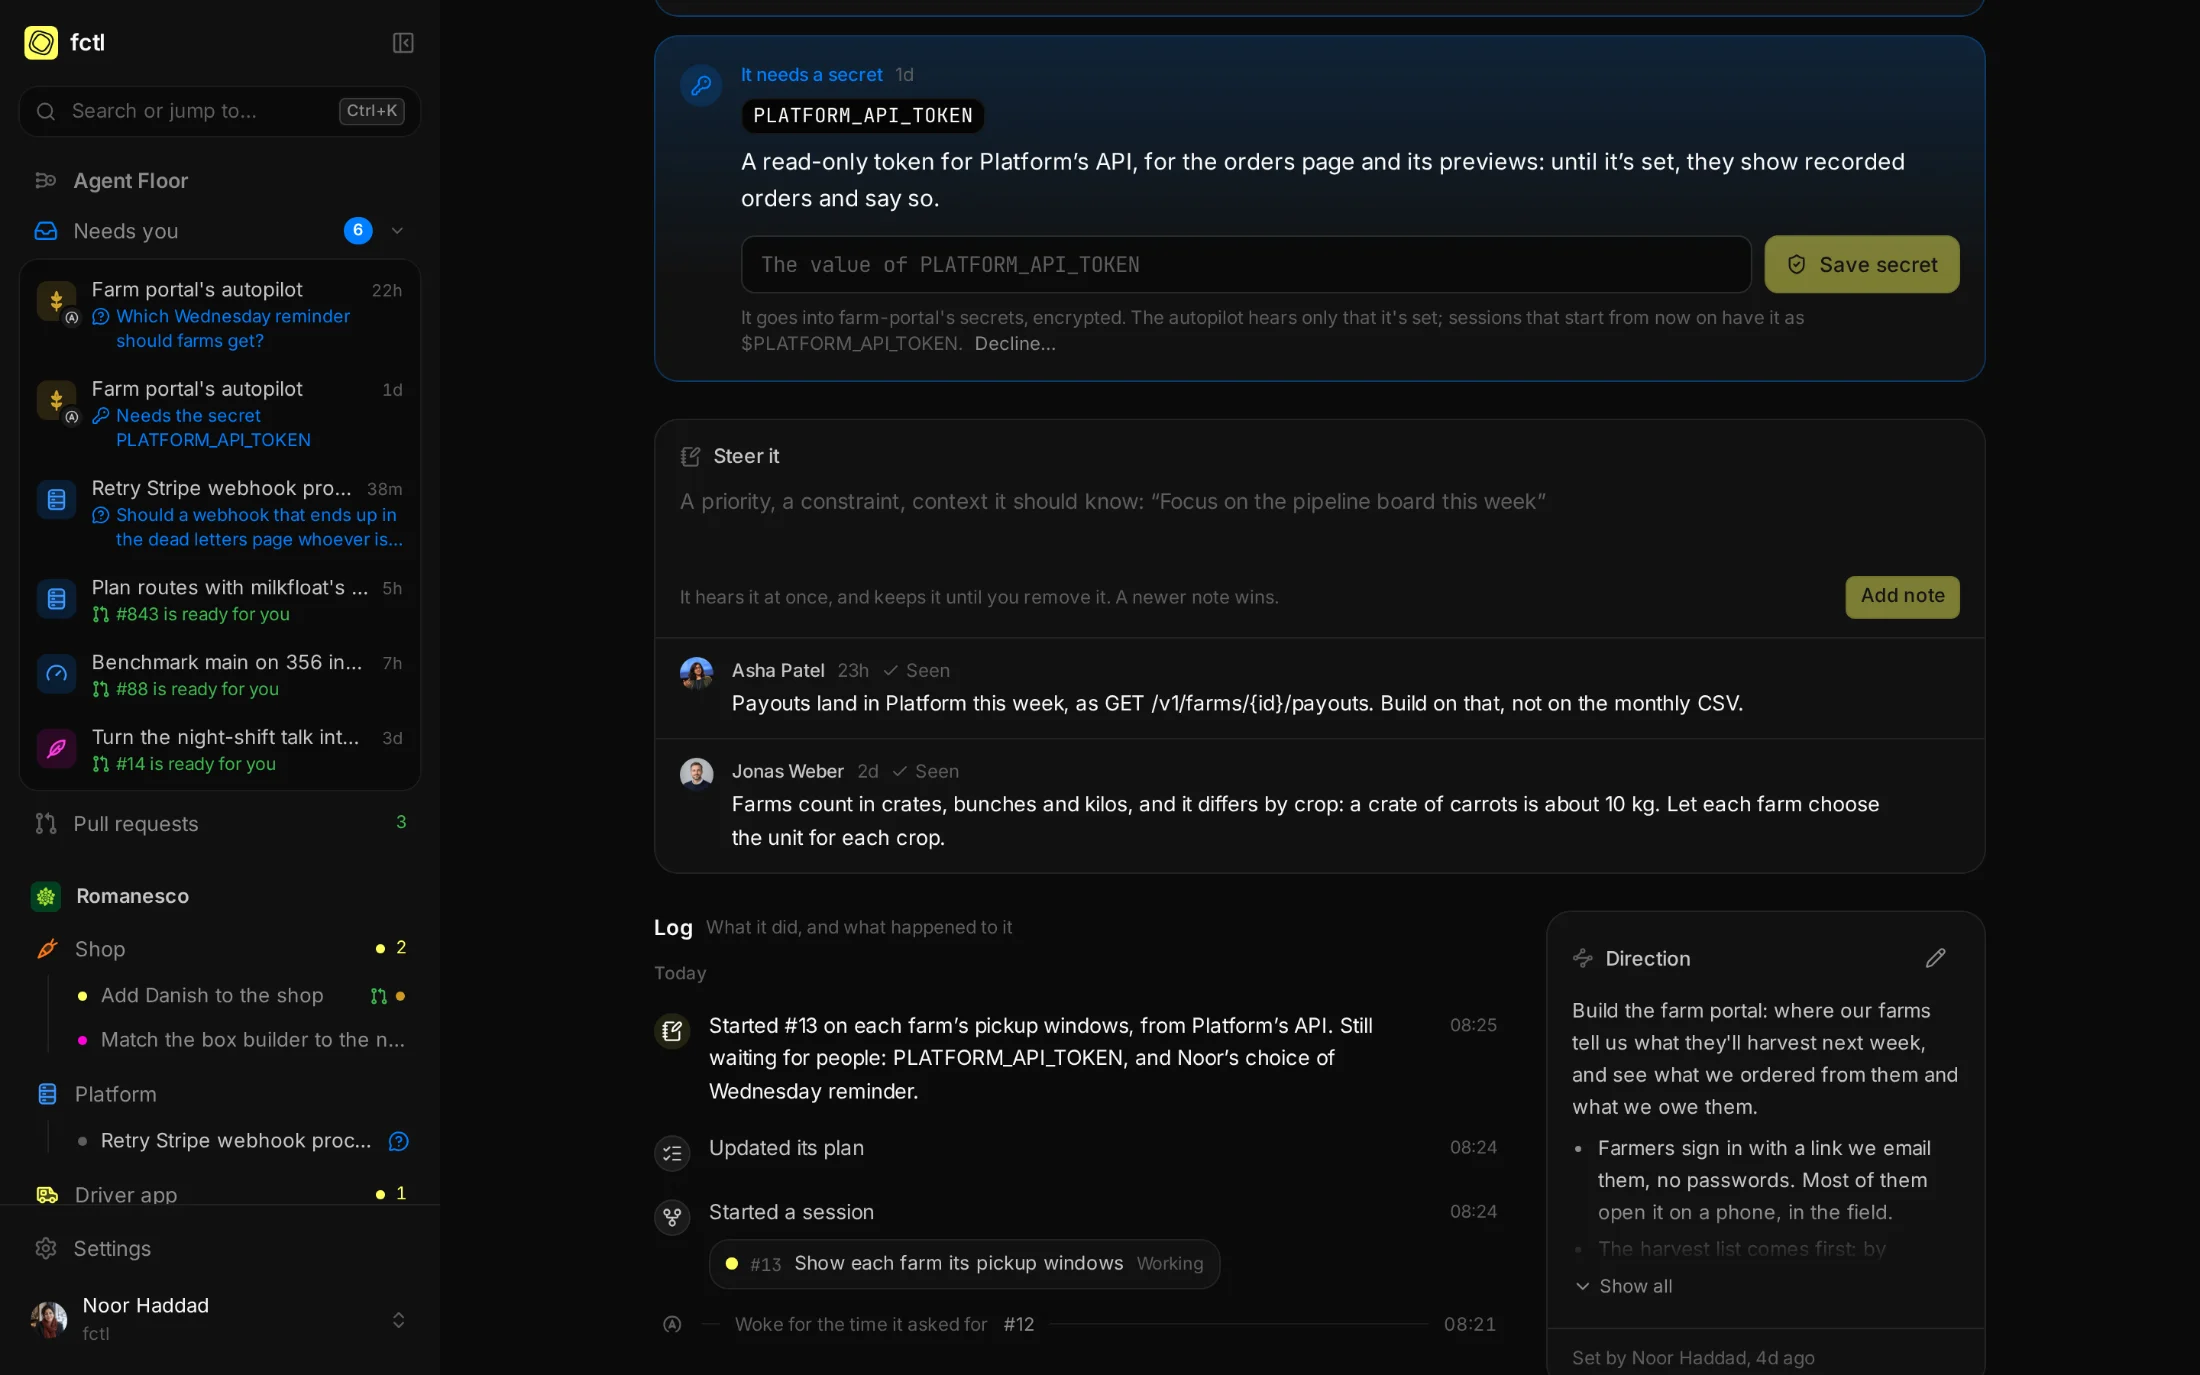 fctl
Search or jump to...
Ctrl+K
Agent Floor
Needs you
6
Farm portal's autopilot
22h
Which Wednesday reminder
should farms get?
Farm portal's autopilot
1d
Needs the secret
PLATFORM_API_TOKEN
Retry Stripe webhook pro...
38m
Should a webhook that ends up in
the dead letters page whoever is...
Plan routes with milkfloat's ...
5h
#843 is ready for you
Benchmark main on 356 in...
7h
#88 is ready for you
Turn the night-shift talk int...
3d
#14 is ready for you
Pull requests
3
Romanesco
Shop
2
Add Danish to the shop
Match the box builder to the n...
Platform
Retry Stripe webhook proc...
Driver app
1
Settings
Noor Haddad
fctl
It needs a secret 1d
PLATFORM_API_TOKEN
A read-only token for Platform’s API, for the orders page and its previews: until it’s set, they show recorded
orders and say so.
The value of PLATFORM_API_TOKEN
Save secret
It goes into farm-portal's secrets, encrypted. The autopilot hears only that it's set; sessions that start from now on have it as
$PLATFORM_API_TOKEN. Decline...
Steer it
A priority, a constraint, context it should know: “Focus on the pipeline board this week”
It hears it at once, and keeps it until you remove it. A newer note wins.
Add note
Asha Patel 23h Seen
Payouts land in Platform this week, as GET /v1/farms/{id}/payouts. Build on that, not on the monthly CSV.
Jonas Weber 2d Seen
Farms count in crates, bunches and kilos, and it differs by crop: a crate of carrots is about 10 kg. Let each farm choose
the unit for each crop.
Log What it did, and what happened to it
Today
Started #13 on each farm’s pickup windows, from Platform’s API. Still
waiting for people: PLATFORM_API_TOKEN, and Noor’s choice of
Wednesday reminder.
08:25
Updated its plan
08:24
Started a session
08:24
#13 Show each farm its pickup windows Working
Woke for the time it asked for #12
08:21
Direction
Build the farm portal: where our farms
tell us what they'll harvest next week,
and see what we ordered from them and
what we owe them.
• Farmers sign in with a link we email
them, no passwords. Most of them
open it on a phone, in the field.
• The harvest list comes first: by
Show all
Set by Noor Haddad, 4d ago